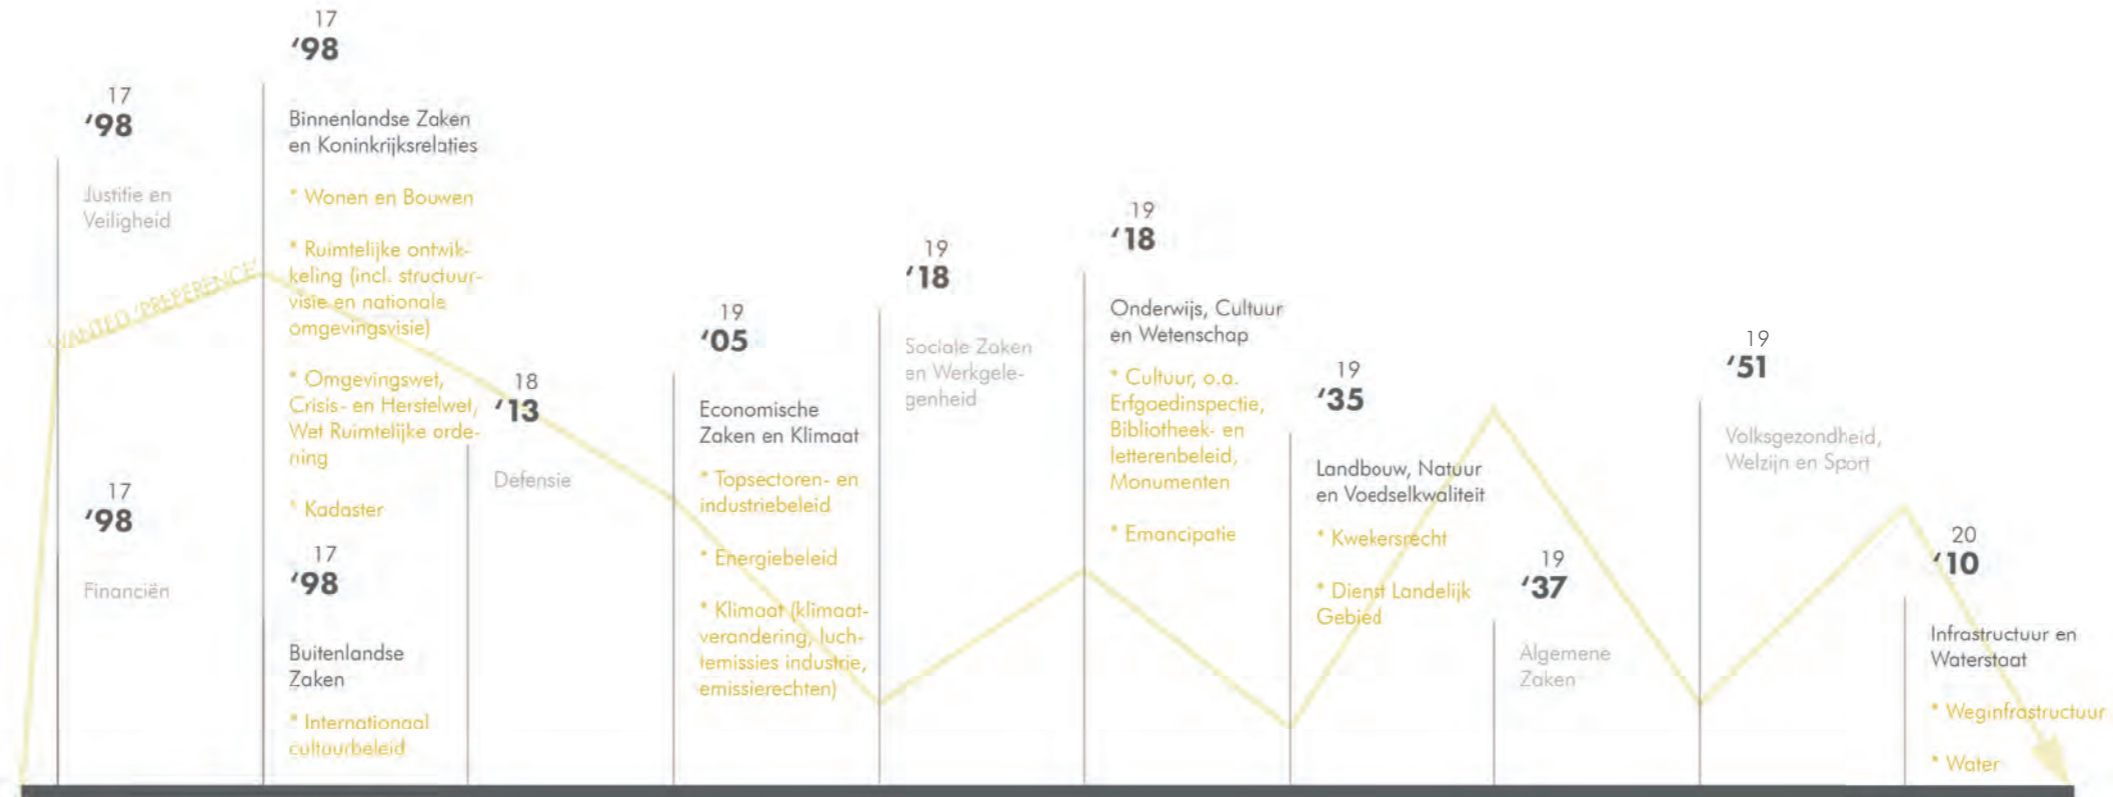 17
‘98
Justitie en
Veiligheid
17
‘98
Financiën
17
‘98
Binnenlandse Zaken
en Koninkrijksrelaties
* Wonen en Bouwen
* Ruimtelijke ontwik-
keling (incl. structuur-
visie en nationale
omgevingsvisie)
* Omgevingswet,
Crisis- en Herstelwet,
Wet Ruimtelijke orde-
ning
* Kadaster
17
‘98
Buitenlandse
Zaken
* Internationaal
cultuurbeleid
WANTED ‘PREFERENCE’
18
‘13
Defensie
19
‘05
Economische
Zaken en Klimaat
* Topsectoren- en
industriebeleid
* Energiebeleid
* Klimaat (klimaat-
verandering, luch-
temissies industrie,
emissierechten)
19
‘18
Sociale Zaken
en Werkgele-
genheid
19
‘18
Onderwijs, Cultuur
en Wetenschap
* Cultuur, o.a.
Erfgoedinspectie,
Bibliotheek- en
letterenbeleid,
Monumenten
* Emancipatie
19
‘35
Landbouw, Natuur
en Voedselkwaliteit
* Kwekersrecht
* Dienst Landelijk
Gebied
19
‘37
Algemene
Zaken
19
‘51
Volksgezondheid,
Welzijn en Sport
20
‘10
Infrastructuur en
Waterstaat
* Weginfrastructuur
* Water